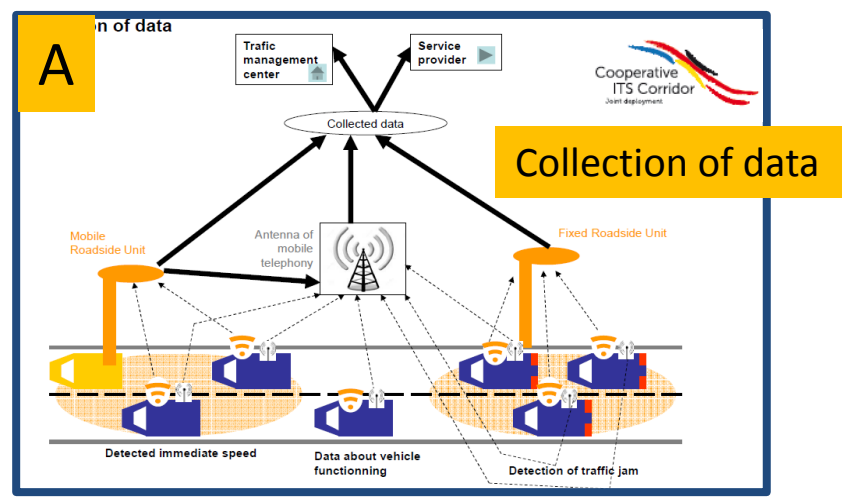 A
n of data
Trafic
management
center
Service
provider
Cooperative
ITS Corridor
Joint deployment
Collected data
Collection of data
Mobile
Roadside Unit
Antenna of
mobile
telephony
Fixed Roadside Unit
Detected immediate speed
Data about vehicle
functionning
Detection of traffic jam